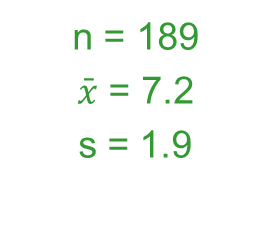 n = 189
x̄ = 7.2
s = 1.9